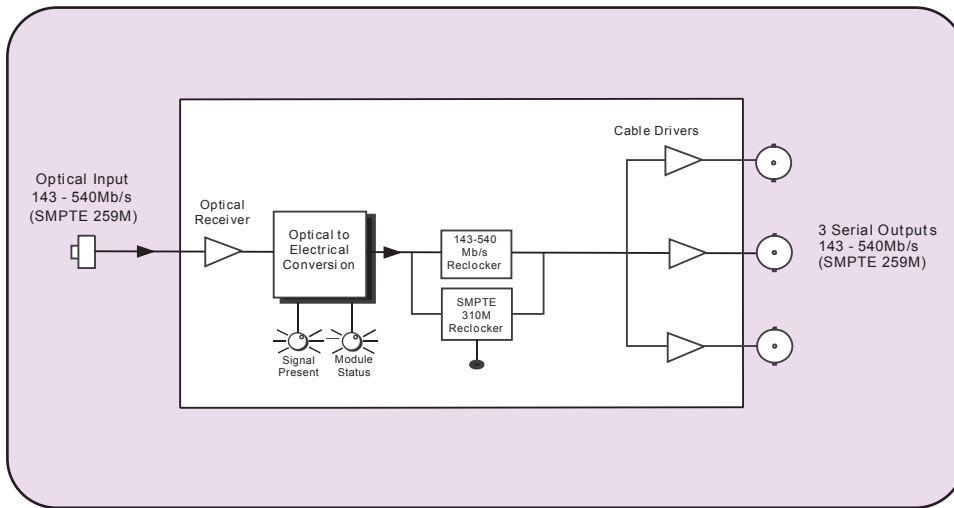 Cable Drivers
Optical Input
143 - 540Mb/s
(SMPTE 259M)
Optical
Receiver
Optical to
Electrical
Conversion
143-540
Mb/s
Reclocker
SMPTE
310M
Reclocker
Signal
Present
Module
Status
3 Serial Outputs
143 - 540Mb/s
(SMPTE 259M)